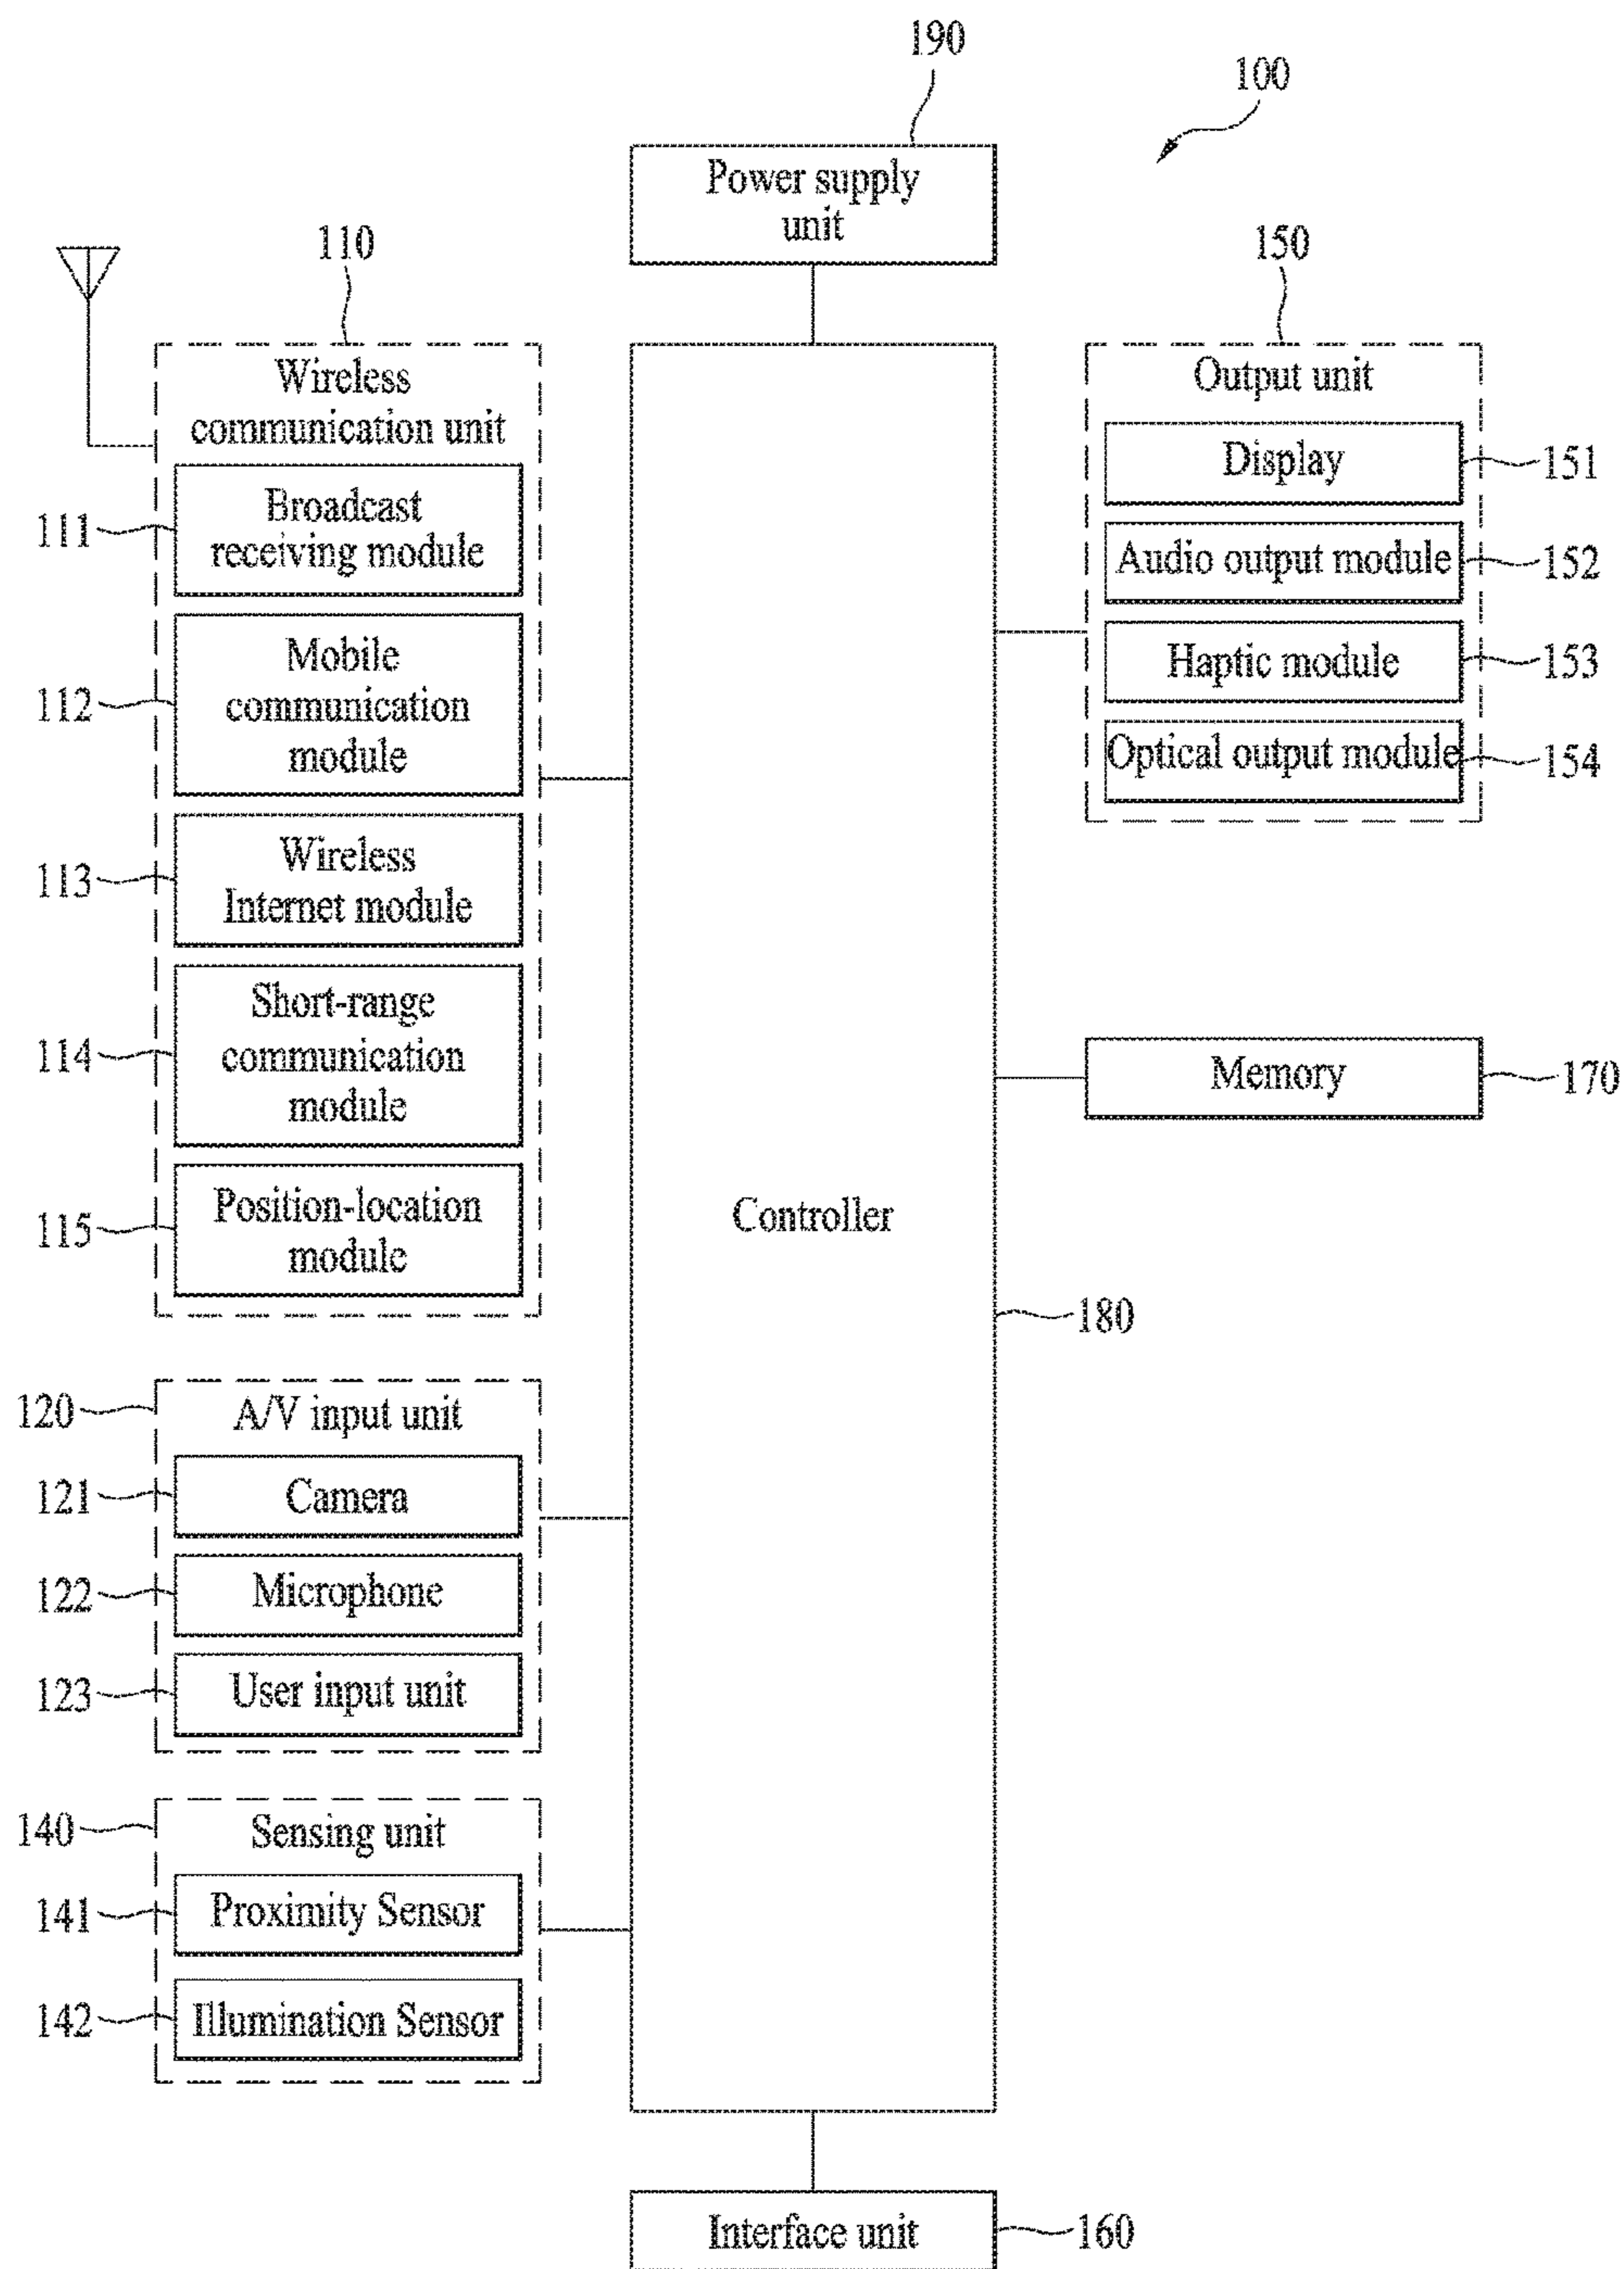 190
100
Power supply
unit
110
150
Wireless
communication unit
111
Broadcast
receiving module
112
Mobile
communication
module
113
Wireless
Internet module
114
Short-range
communication
module
115
Position-location
module
120
A/V input unit
121
Camera
122
Microphone
123
User input unit
140
Sensing unit
141
Proximity Sensor
142
Illumination Sensor
Controller
180
Output unit
Display
151
Audio output module
152
Haptic module
153
Optical output module
154
Memory
170
Interface unit
160